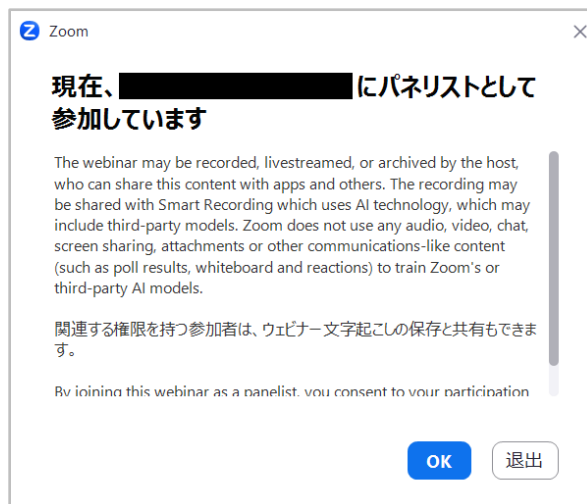 Zoom
現在、にパネリストとして
参加しています
The webinar may be recorded, livestreamed, or archived by the host,
who can share this content with apps and others. The recording may
be shared with Smart Recording which uses AI technology, which may
include third-party models. Zoom does not use any audio, video, chat,
screen sharing, attachments or other communications-like content
(such as poll results, whiteboard and reactions) to train Zoom's or
third-party AI models.
関連する権限を持つ参加者は、ウェビナー文字起こしの保存と共有もできま
す。
By joining this webinar as a panelist, you consent to your participation
OK
退出